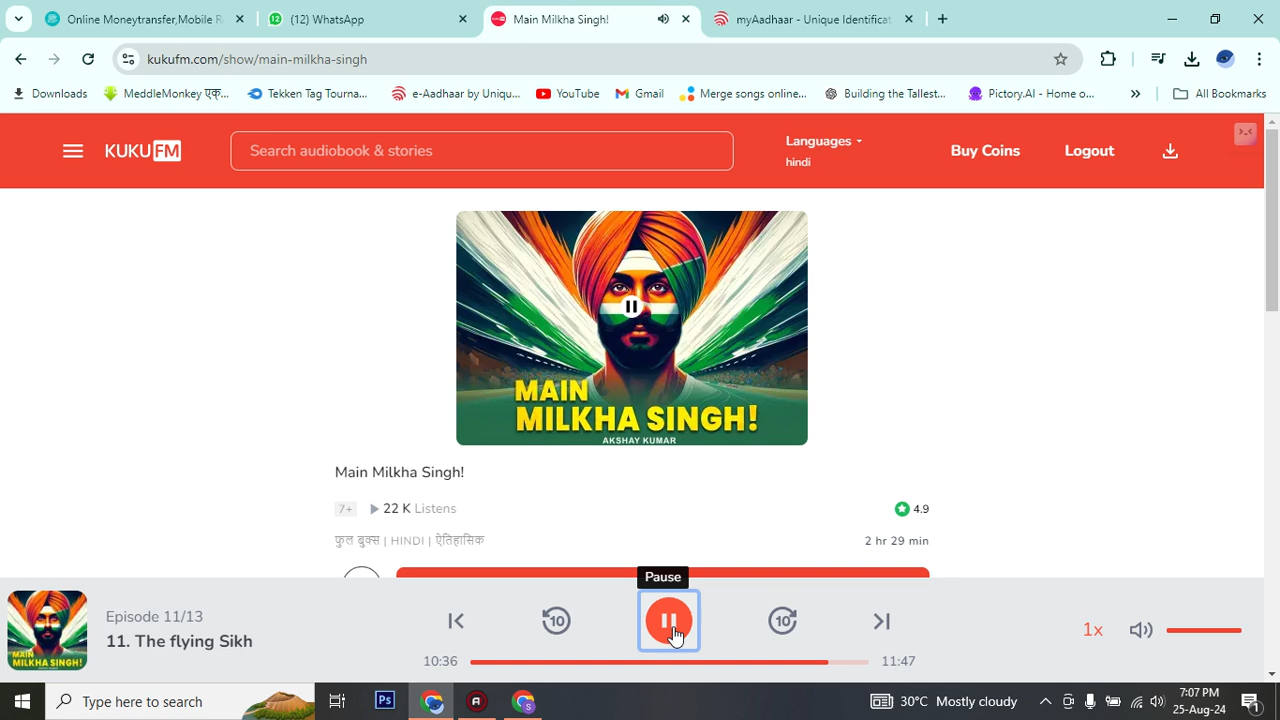 Online Moneytransfer,Mobile R
(12) WhatsApp
Main Milkha Singh!
myAadhaar - Unique Identificat
kukufm.com/show/main-milkha-singh
Downloads
MeddleMonkey एक्...
Tekken Tag Tourna...
e-Aadhaar by Uniqu...
YouTube
Gmail
Merge songs online...
Building the Tallest...
Pictory.AI - Home o...
All Bookmarks
KUKU FM
Search audiobook & stories
Languages
hindi
Buy Coins
Logout
MAIN
MILKHA SINGH!
AKSHAY KUMAR
Main Milkha Singh!
7+
22 K Listens
4.9
फुल बुक्स | HINDI | ऐतिहासिक
2 hr 29 min
Pause
MAIN
MILKHA SINGH!
Episode 11/13
11. The flying Sikh
10
10
10:36
11:47
1x
Type here to search
Ps
30°C Mostly cloudy
7:07 PM
25-Aug-24
1